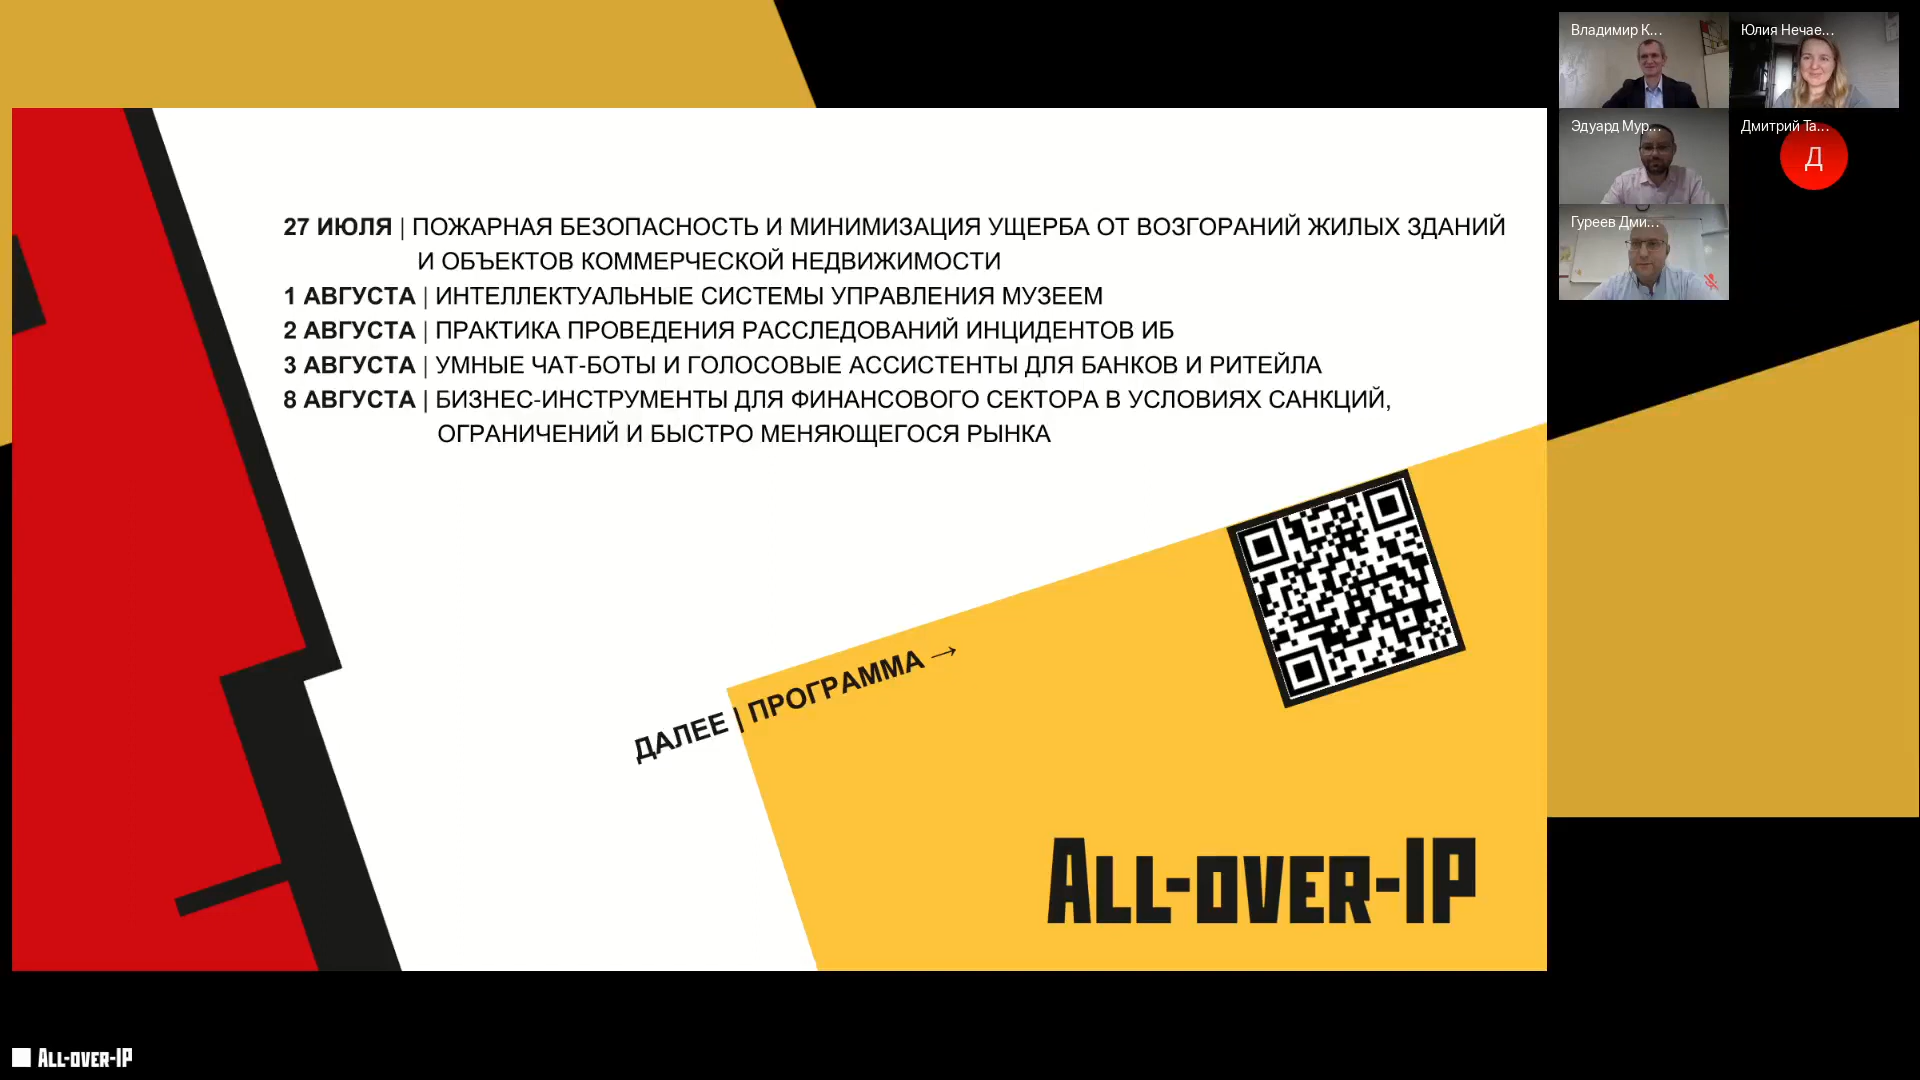 27 ИЮЛЯ | ПОЖАРНАЯ БЕЗОПАСНОСТЬ И МИНИМИЗАЦИЯ УЩЕРБА ОТ ВОЗГОРАНИЙ ЖИЛЫХ ЗДАНИЙ
И ОБЪЕКТОВ КОММЕРЧЕСКОЙ НЕДВИЖИМОСТИ
1 АВГУСТА | ИНТЕЛЛЕКТУАЛЬНЫЕ СИСТЕМЫ УПРАВЛЕНИЯ МУЗЕЕМ
2 АВГУСТА | ПРАКТИКА ПРОВЕДЕНИЯ РАССЛЕДОВАНИЙ ИНЦИДЕНТОВ ИБ
3 АВГУСТА | УМНЫЕ ЧАТ-БОТЫ И ГОЛОСОВЫЕ АССИСТЕНТЫ ДЛЯ БАНКОВ И РИТЕЙЛА
8 АВГУСТА | БИЗНЕС-ИНСТРУМЕНТЫ ДЛЯ ФИНАНСОВОГО СЕКТОРА В УСЛОВИЯХ САНКЦИЙ,
ОГРАНИЧЕНИЙ И БЫСТРО МЕНЯЮЩЕГОСЯ РЫНКА
ДАЛЕЕ | ПРОГРАММА →
ALL-OVER-IP
Владимир К...
Юлия Нечае...
Эдуард Мур...
Дмитрий Та...
Д
Гуреев Дми...
ALL-OVER-IP